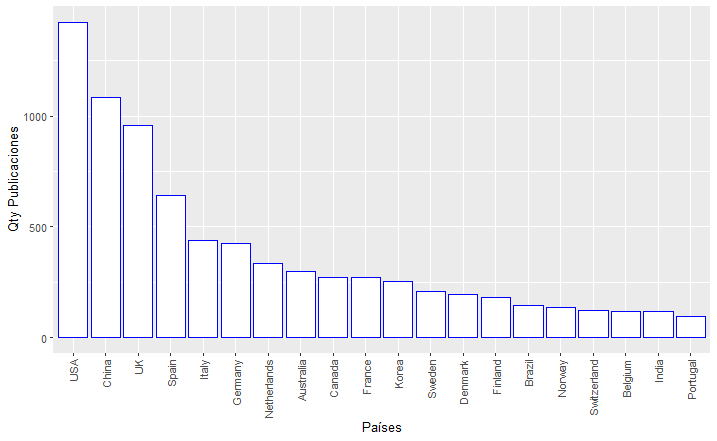 Qty Publicaciones
1000
500
0
USA
China
UK
Spain
Italy
Germany
Netherlands
Australia
Canada
France
Korea
Sweden
Denmark
Finland
Brazil
Norway
Switzerland
Belgium
India
Portugal
Países